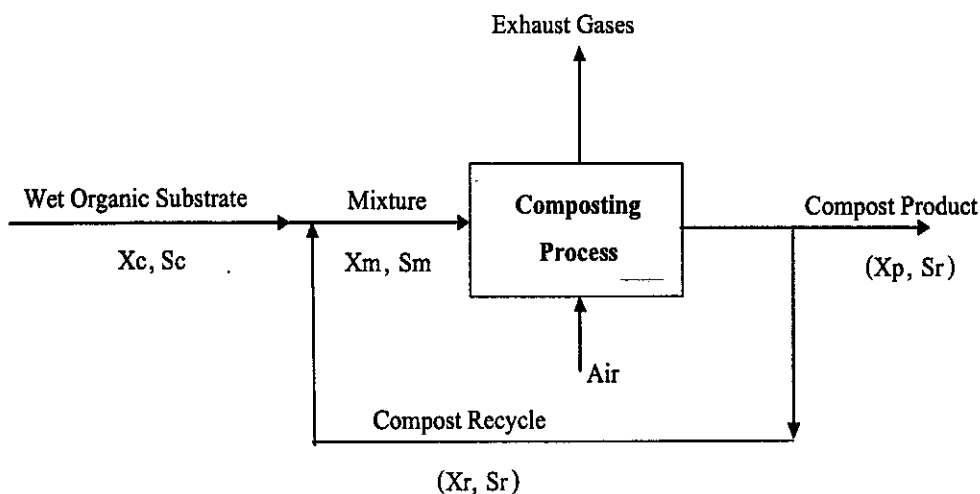 Exhaust Gases
Wet Organic Substrate
Mixture
Composting
Process
Compost Product
Xc, Sc
Xm, Sm
(Xp, Sr)
Air
Compost Recycle
(Xr, Sr)